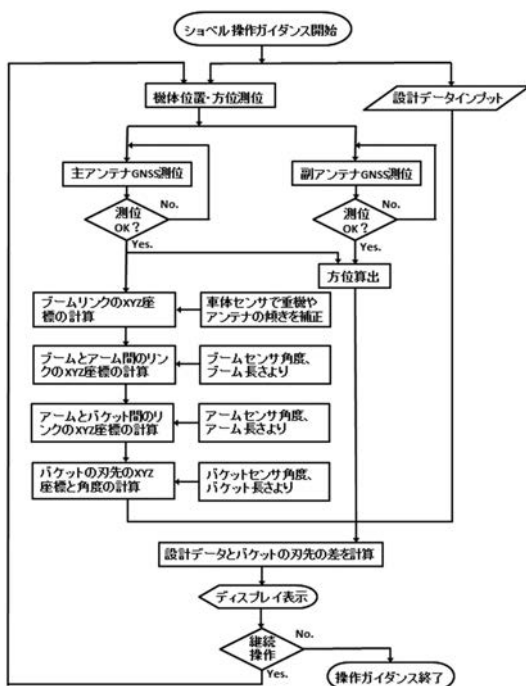 ショベル操作ガイダンス開始
機体位置・方位測位
設計データインプット
主アンテナGNSS測位
副アンテナGNSS測位
No.
No.
測位
OK？
測位
OK？
Yes.
Yes.
方位算出
ブームリンクのXYZ座
標の計算
車体センサで重機や
アンテナの傾きを補正
ブームとアーム間のリン
クのXYZ座標の計算
ブームセンサ角度、
ブーム長さより
アームとバケット間のリ
ンクのXYZ座標の計算
アームセンサ角度、
アーム長さより
バケットの刃先のXYZ
座標と角度の計算
バケットセンサ角度、
バケット長さより
設計データとバケットの刃先の差を計算
ディスプレイ表示
No.
継続
操作
Yes.
操作ガイダンス終了